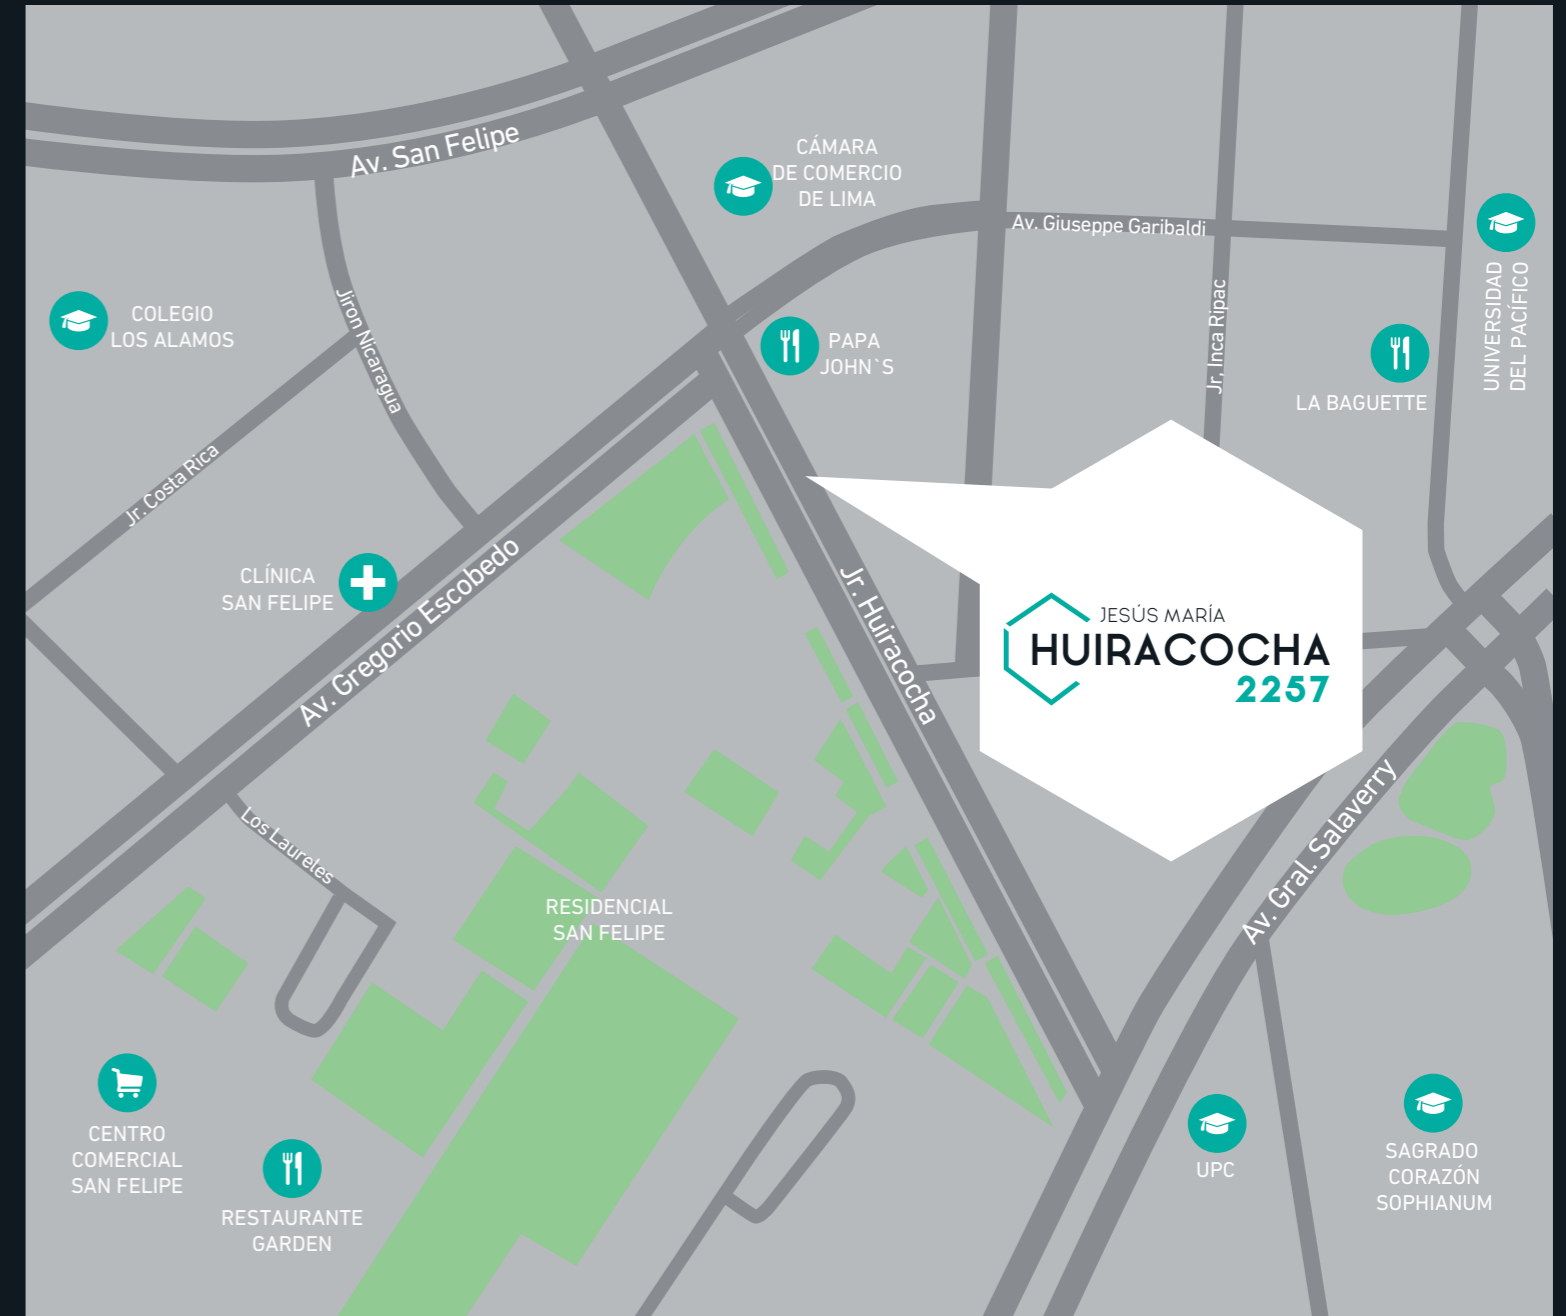 Av. San Felipe
CÁMARA
DE COMERCIO
DE LIMA
Av. Giuseppe Garibaldi
UNIVERSIDAD
DEL PACÍFICO
COLEGIO
LOS ALAMOS
Jiron Nicaragua
PAPA
JOHN`S
Jr, Inca Ripac
LA BAGUETTE
Jr. Costa Rica
CLÍNICA
SAN FELIPE
Av. Gregorio Escobedo
Jr. Huiracocha
JESÚS MARÍA
HUIRACOCHA
2257
Los Laureles
Av. Gral. Salaverry
RESIDENCIAL
SAN FELIPE
CENTRO
COMERCIAL
SAN FELIPE
RESTAURANTE
GARDEN
UPC
SAGRADO
CORAZÓN
SOPHIANUM